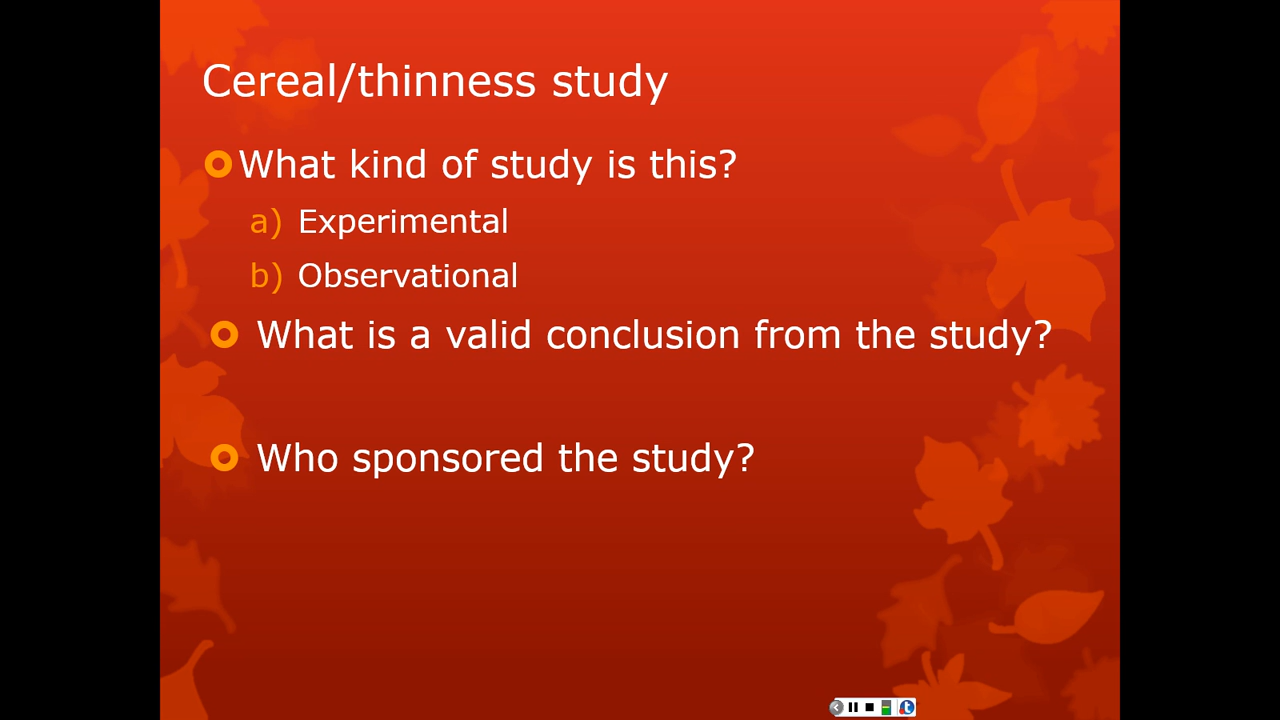 Cereal/thinness study
What kind of study is this?
a) Experimental
b) Observational
What is a valid conclusion from the study?
Who sponsored the study?